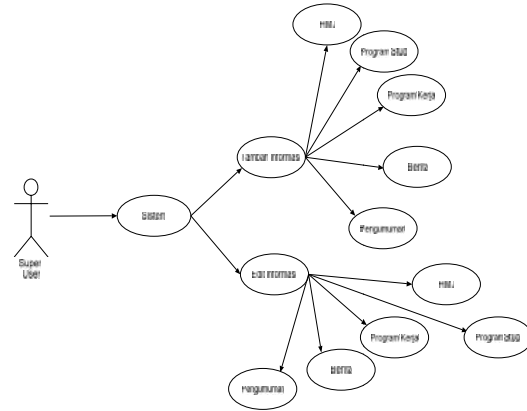 HMJ
Program Studi
Program Kerja
Tambah Informasi
Berita
Sistem
Pengumuman
Super
User
Edit Informasi
HMJ
Program Kerja
Program Studi
Berita
Pengumuman